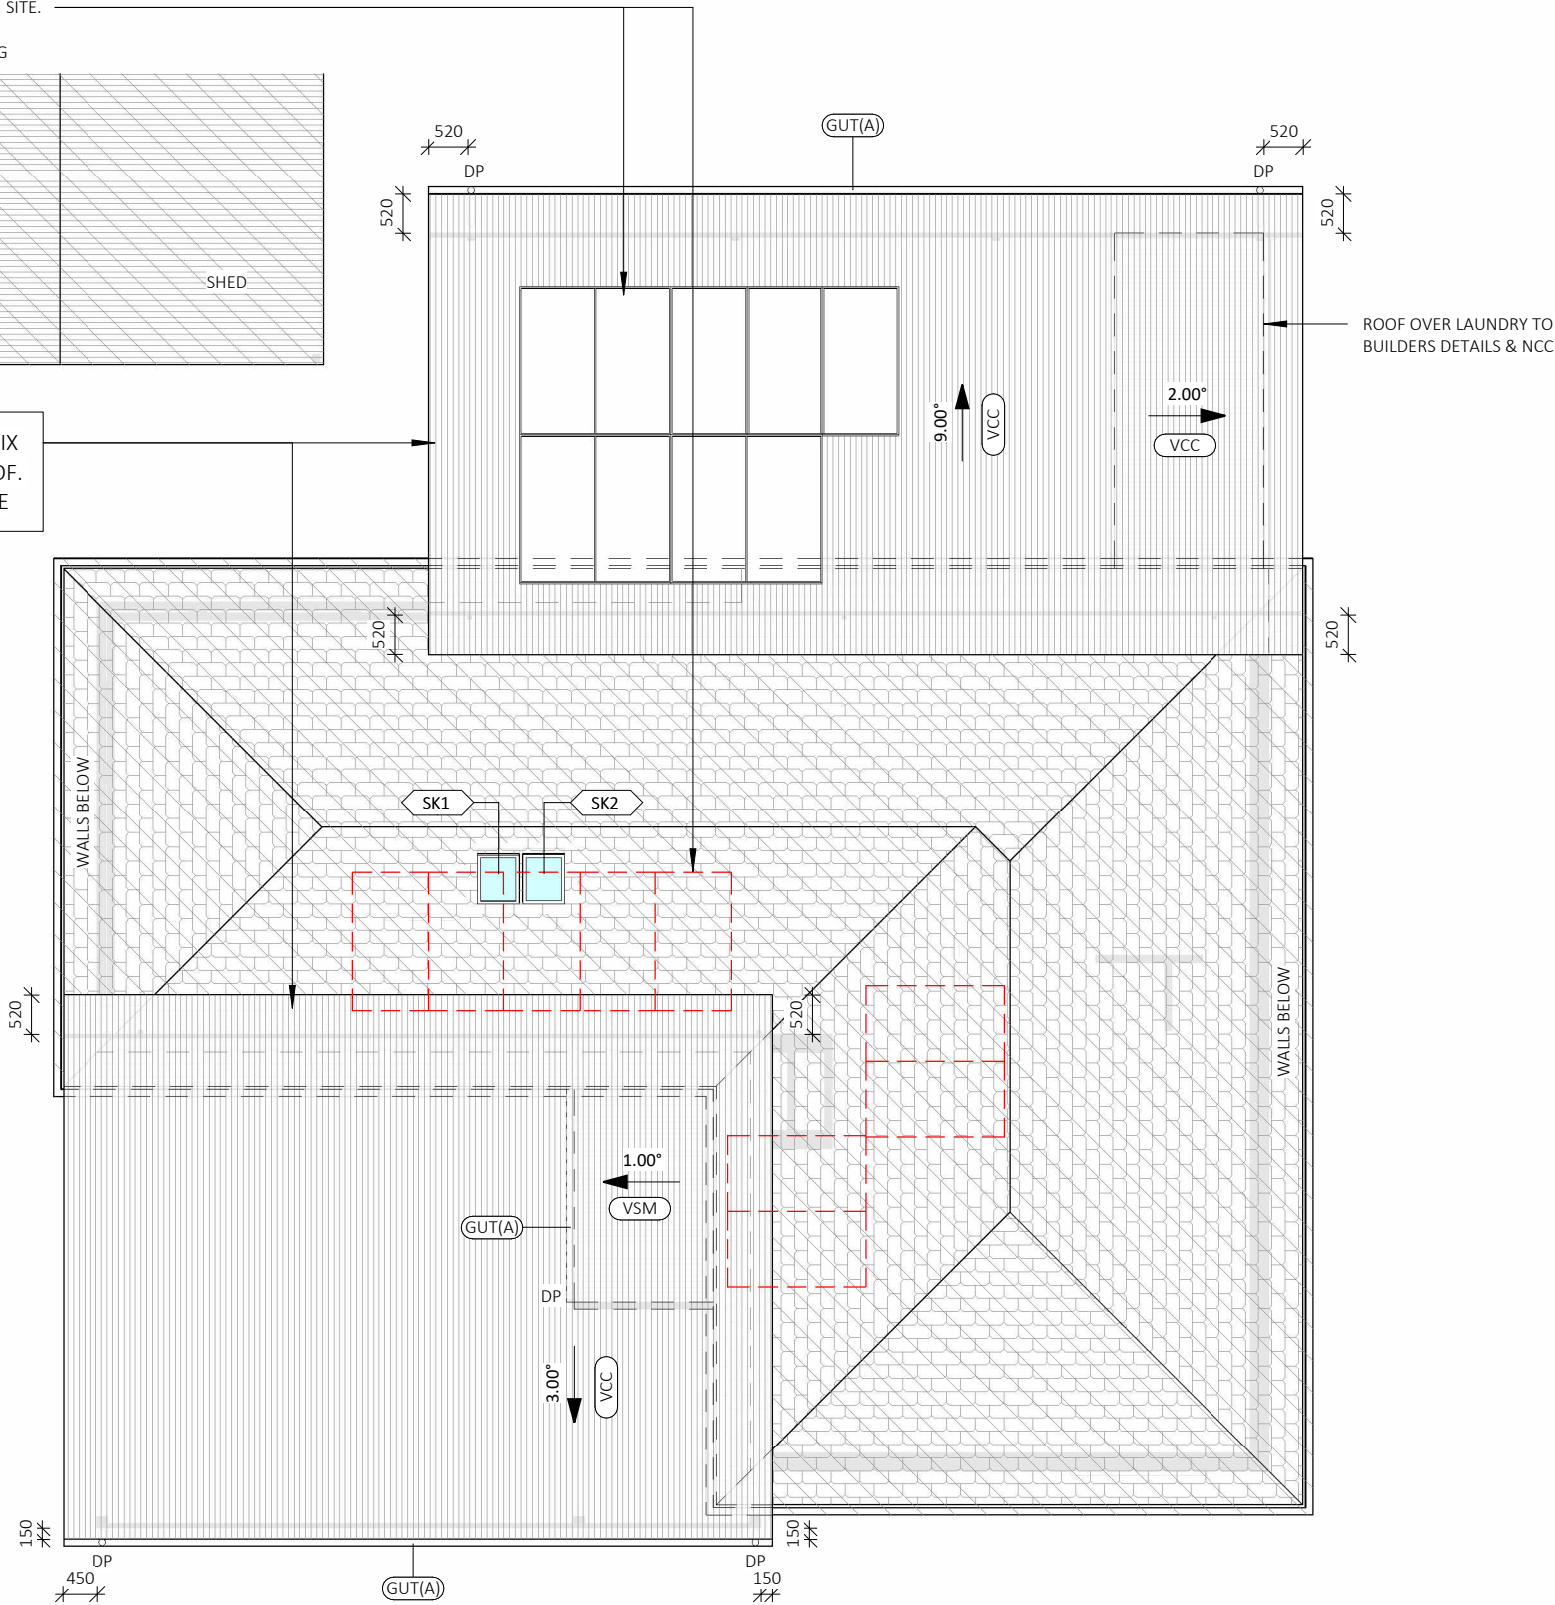 SITE.
G
520
GUT(A)
520
DP
DP
520
520
SHED
ROOF OVER LAUNDRY TO
BUILDERS DETAILS & NCC
9.00°
VCC
2.00°
VCC
IX
OF.
E
520
520
WALLS BELOW
SK1
SK2
520
520
WALLS BELOW
1.00°
VSM
GUT(A)
DP
3.00°
VCC
150
150
DP
DP
450
GUT(A)
150